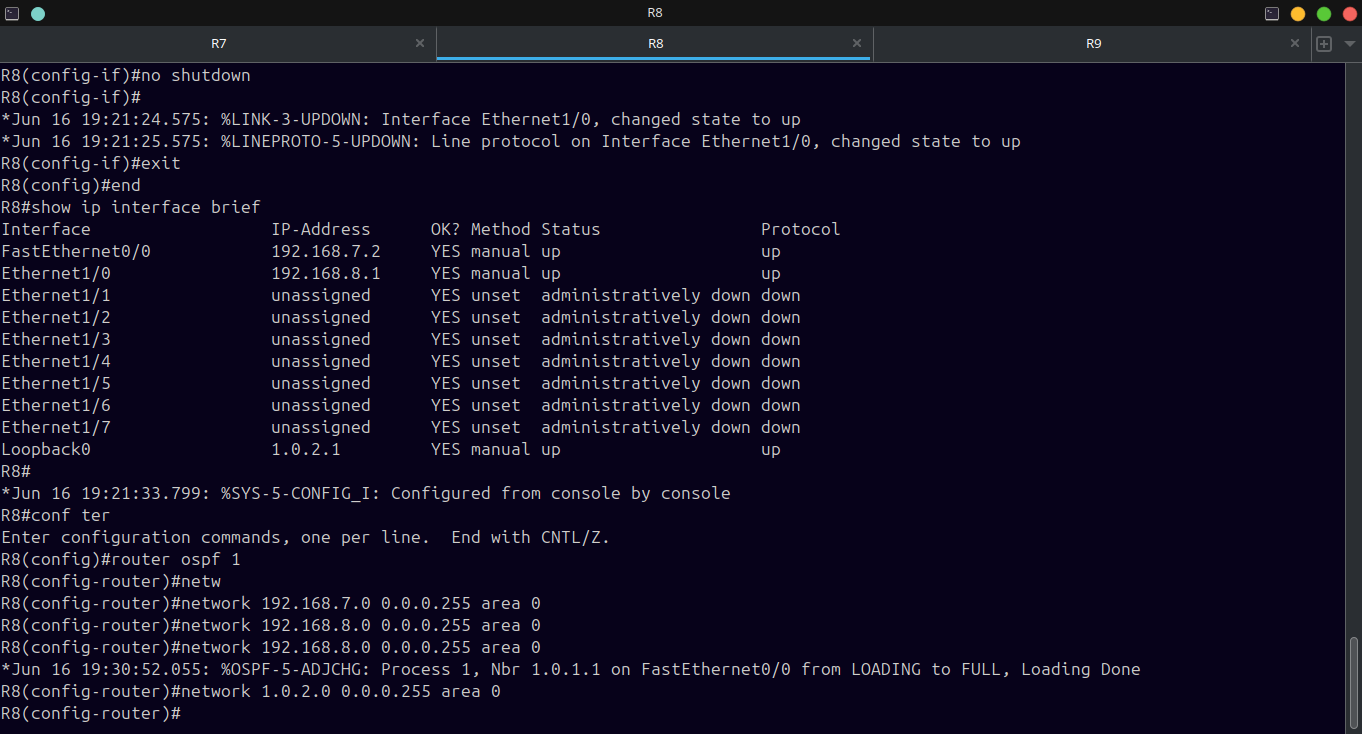 R8
R7
R8
R9
R8(config-if)#no shutdown
R8(config-if)#
*Jun 16 19:21:24.575: %LINK-3-UPDOWN: Interface Ethernet1/0, changed state to up
*Jun 16 19:21:25.575: %LINEPROTO-5-UPDOWN: Line protocol on Interface Ethernet1/0, changed state to up
R8(config-if)#exit
R8(config)#end
R8#show ip interface brief
Interface                  IP-Address      OK? Method Status                Protocol
FastEthernet0/0            192.168.7.2     YES manual up                    up
Ethernet1/0                192.168.8.1     YES manual up                    up
Ethernet1/1                unassigned      YES unset  administratively down down
Ethernet1/2                unassigned      YES unset  administratively down down
Ethernet1/3                unassigned      YES unset  administratively down down
Ethernet1/4                unassigned      YES unset  administratively down down
Ethernet1/5                unassigned      YES unset  administratively down down
Ethernet1/6                unassigned      YES unset  administratively down down
Ethernet1/7                unassigned      YES unset  administratively down down
Loopback0                  1.0.2.1         YES manual up                    up
R8#
*Jun 16 19:21:33.799: %SYS-5-CONFIG_I: Configured from console by console
R8#conf ter
Enter configuration commands, one per line.  End with CNTL/Z.
R8(config)#router ospf 1
R8(config-router)#netw
R8(config-router)#network 192.168.7.0 0.0.0.255 area 0
R8(config-router)#network 192.168.8.0 0.0.0.255 area 0
R8(config-router)#network 192.168.8.0 0.0.0.255 area 0
*Jun 16 19:30:52.055: %OSPF-5-ADJCHG: Process 1, Nbr 1.0.1.1 on FastEthernet0/0 from LOADING to FULL, Loading Done
R8(config-router)#network 1.0.2.0 0.0.0.255 area 0
R8(config-router)#